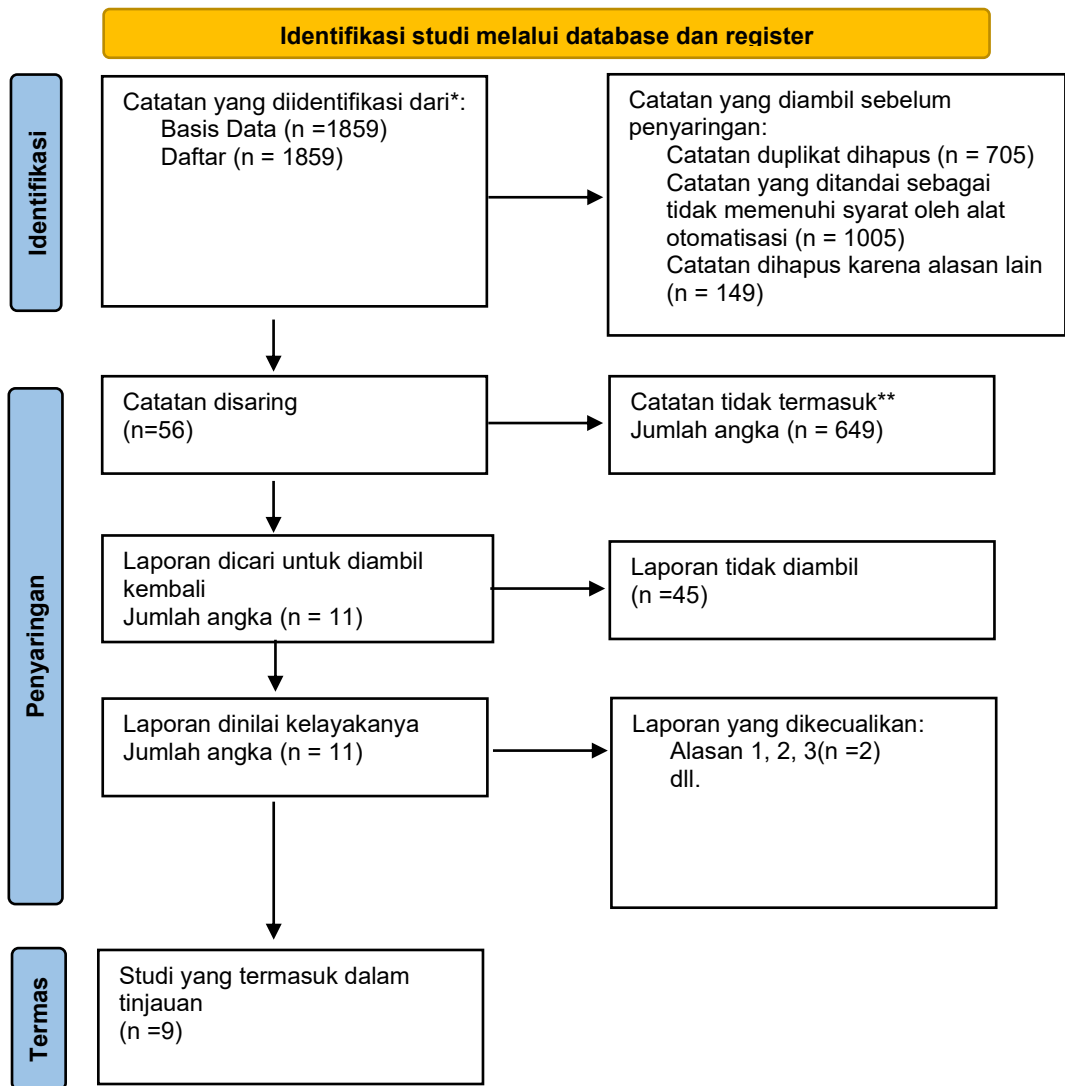 Identifikasi studi melalui database dan register
Identifikasi
Catatan yang diidentifikasi dari*:
Basis Data (n =1859)
Daftar (n = 1859)
Catatan yang diambil sebelum
penyaringan:
Catatan duplikat dihapus (n = 705)
Catatan yang ditandai sebagai
tidak memenuhi syarat oleh alat
otomatisasi (n = 1005)
Catatan dihapus karena alasan lain
(n = 149)
Penyaringan
Catatan disaring
(n=56)
Catatan tidak termasuk**
Jumlah angka (n = 649)
Laporan dicari untuk diambil
kembali
Jumlah angka (n = 11)
Laporan tidak diambil
(n =45)
Laporan dinilai kelayakanya
Jumlah angka (n = 11)
Laporan yang dikecualikan:
Alasan 1, 2, 3(n =2)
dll.
Termas
Studi yang termasuk dalam
tinjauan
(n =9)